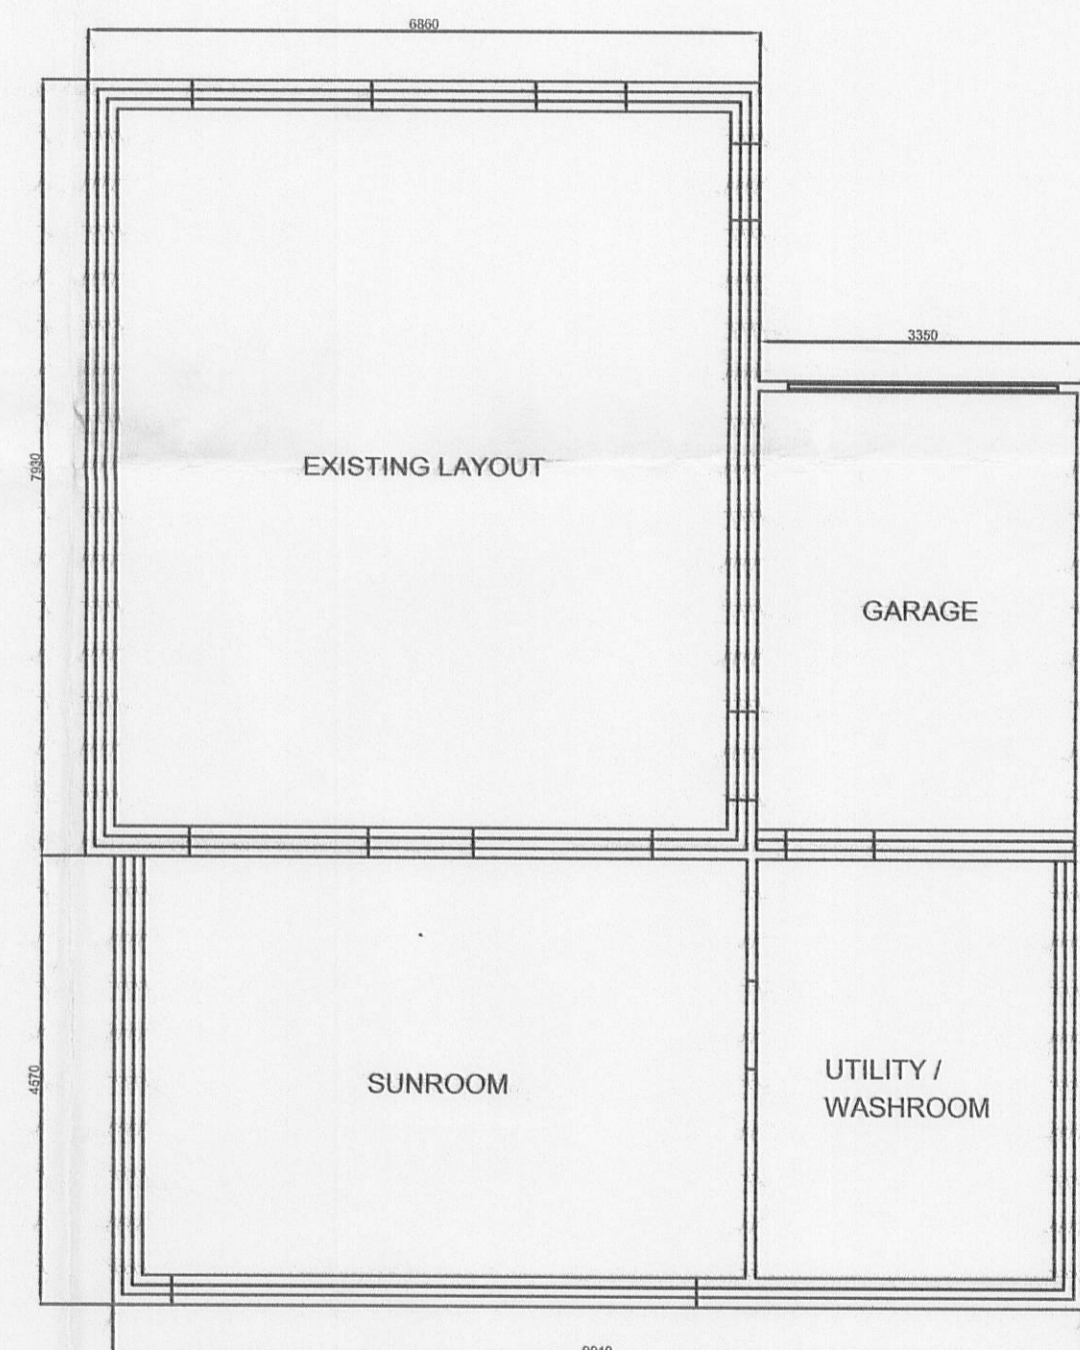 6860
3350
7930
EXISTING LAYOUT
GARAGE
4570
SUNROOM
UTILITY /
WASHROOM